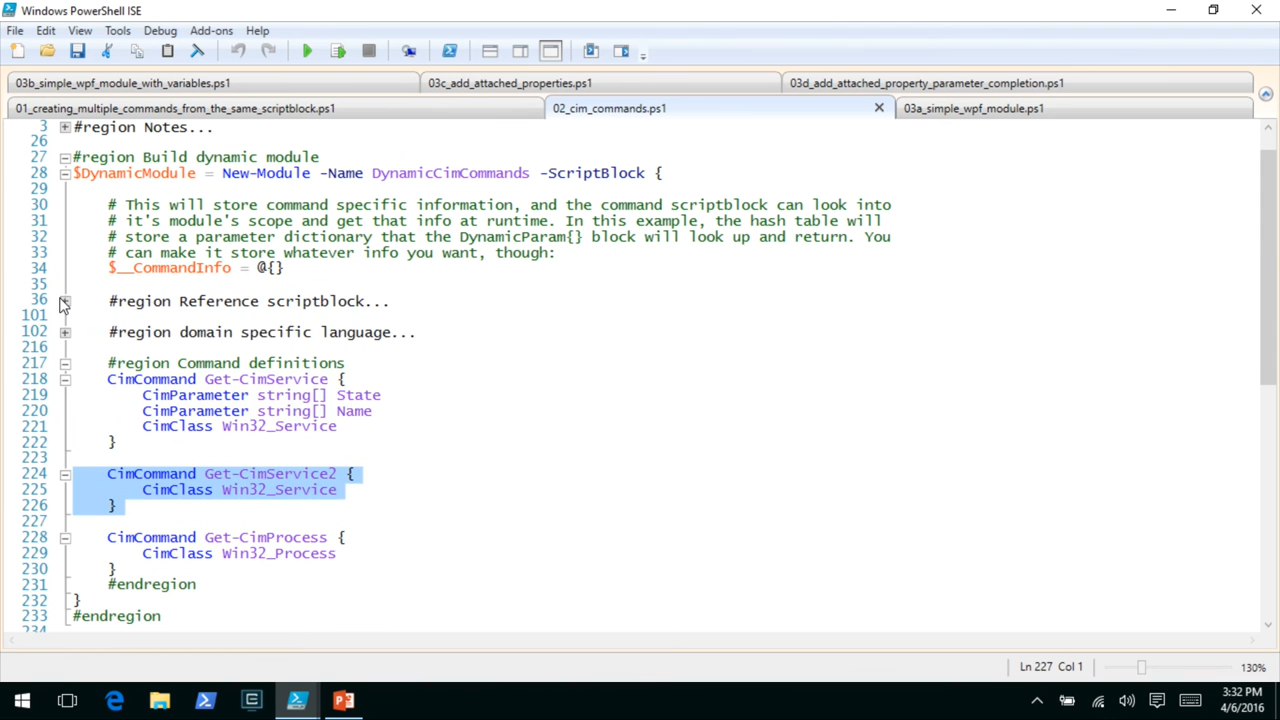 Windows PowerShell ISE
File Edit View Tools Debug Add-ons Help
03b_simple_wpf_module_with_variables.ps1 03c_add_attached_properties.ps1 03d_add_attached_property_parameter_completion.ps1
01_creating_multiple_commands_from_the_same_scriptblock.ps1 02_cim_commands.ps1 03a_simple_wpf_module.ps1
3 #region Notes...
26
27 #region Build dynamic module
28 $DynamicModule = New-Module -Name DynamicCimCommands -ScriptBlock {
29
30 # This will store command specific information, and the command scriptblock can look into
31 # it's module's scope and get that info at runtime. In this example, the hash table will
32 # store a parameter dictionary that the DynamicParam{} block will look up and return. You
33 # can make it store whatever info you want, though:
34 $__CommandInfo = @{}
35
36 #region Reference scriptblock...
101
102 #region domain specific language...
216
217 #region Command definitions
218 CimCommand Get-CimService {
219 CimParameter string[] State
220 CimParameter string[] Name
221 CimClass Win32_Service
222 }
223
224 CimCommand Get-CimService2 {
225 CimClass Win32_Service
226 }
227
228 CimCommand Get-CimProcess {
229 CimClass Win32_Process
230 }
231 #endregion
232 }
233 #endregion
234
Ln 227 Col 1 130%
3:32 PM
4/6/2016